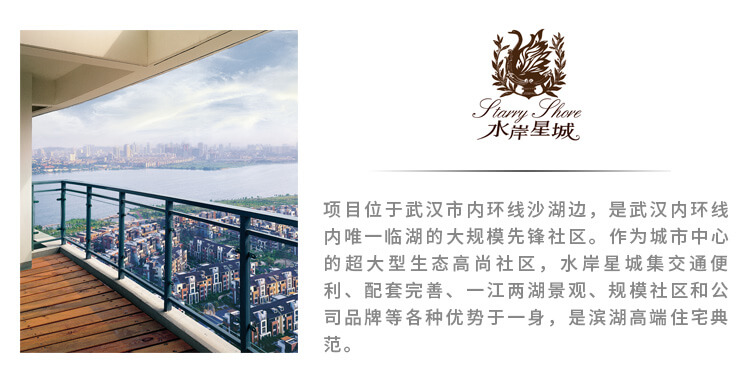 Starry Shore
水岸星城
项目位于武汉市内环线沙湖边，是武汉内环线
内唯一临湖的大规模先锋社区。作为城市中心
的超大型生态高尚社区，水岸星城集交通便
利、配套完善、一江两湖景观、规模社区和公
司品牌等各种优势于一身，是滨湖高端住宅典
范。